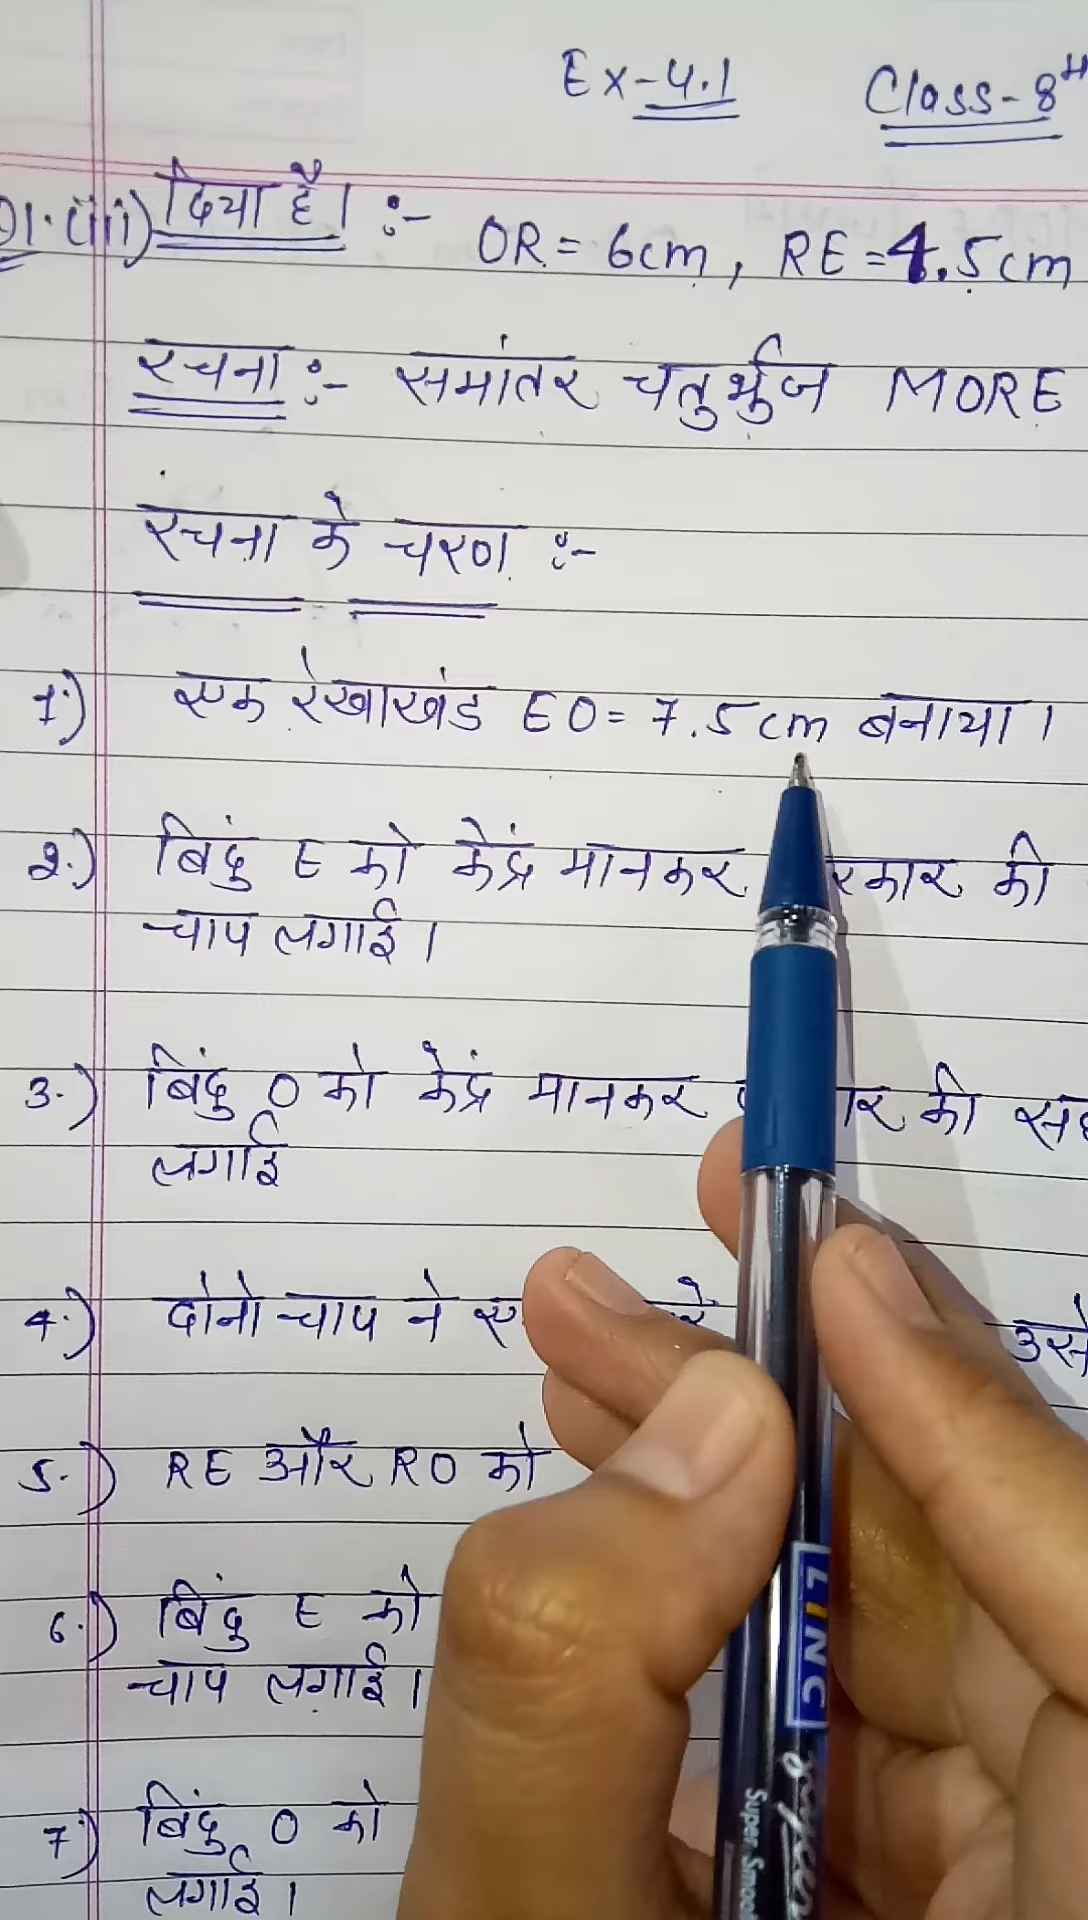 Ex-4.1 Class-8th
Q1.(iii) दिया है। :- OR = 6cm, RE = 4.5cm
रचना :- समांतर चतुर्भुज MORE
रचना के चरण :-
1.) एक रेखाखंड EO = 7.5cm बनाया।
2.) बिंदु E को केंद्र मानकर की
चाप लगाई।
3.) बिंदु O को केंद्र मानकर की
लगाई
4.) दोनो चाप ने
5.) RE और RO को
6.) बिंदु E को
चाप लगाई।
7) बिंदु O को
लगाई।
LINC